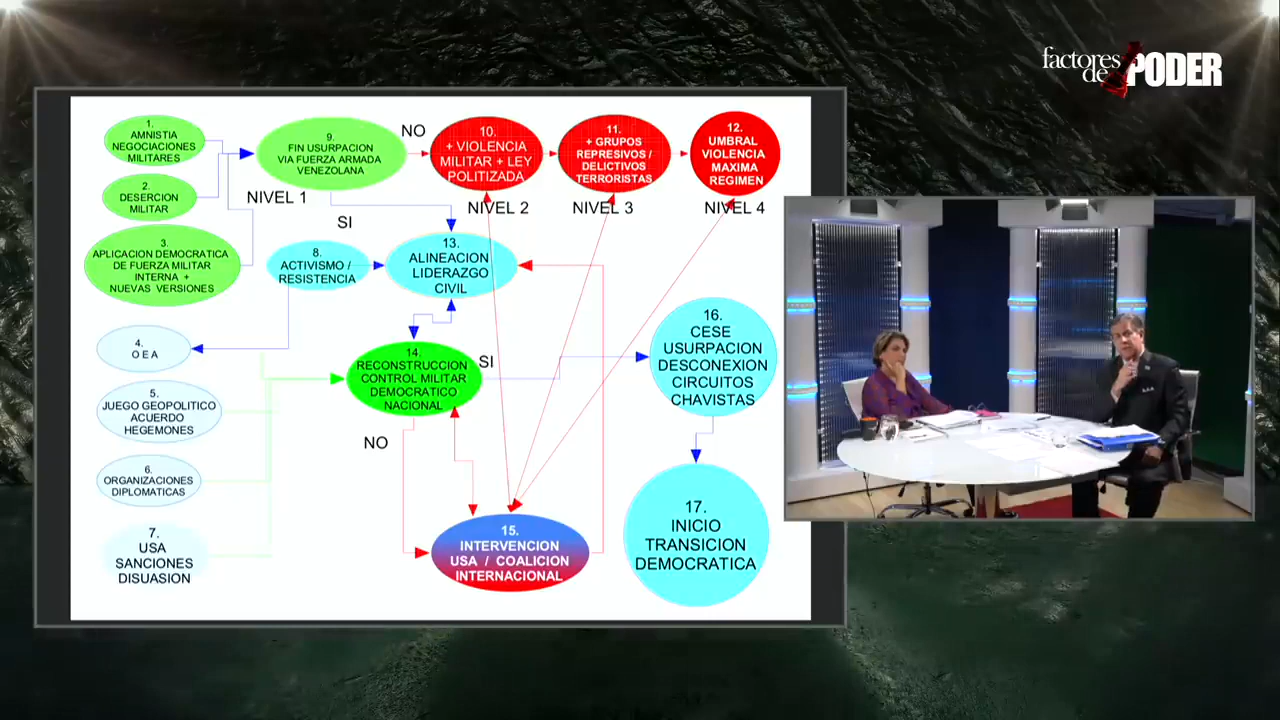 factores
de PODER
1.
AMNISTIA
NEGOCIACIONES
MILITARES
2.
DESERCION
MILITAR
3.
APLICACION DEMOCRATICA
DE FUERZA MILITAR
INTERNA +
NUEVAS VERSIONES
4.
O E A
5.
JUEGO GEOPOLITICO
ACUERDO
HEGEMONES
6.
ORGANIZACIONES
DIPLOMATICAS
7.
USA
SANCIONES
DISUASION
8.
ACTIVISMO /
RESISTENCIA
9.
FIN USURPACION
VIA FUERZA ARMADA
VENEZOLANA
NIVEL 1
SI
NO
10.
+ VIOLENCIA
MILITAR + LEY
POLITIZADA
NIVEL 2
11.
+ GRUPOS
REPRESIVOS /
DELICTIVOS
TERRORISTAS
NIVEL 3
12.
UMBRAL
VIOLENCIA
MAXIMA
REGIMEN
NIVEL 4
13.
ALINEACION
LIDERAZGO
CIVIL
14.
RECONSTRUCCION
CONTROL MILITAR
DEMOCRATICO
NACIONAL
SI
NO
15.
INTERVENCION
USA / COALICION
INTERNACIONAL
16.
CESE
USURPACION
DESCONEXION
CIRCUITOS
CHAVISTAS
17.
INICIO
TRANSICION
DEMOCRATICA